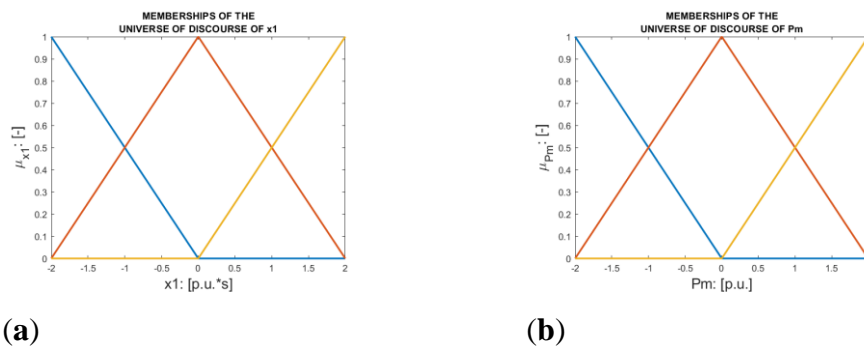 MEMBERSHIPS OF THE
UNIVERSE OF DISCOURSE OF x1
1
0.9
0.8
0.7
0.6
0.5
0.4
0.3
0.2
0.1
0
μx1: [-]
-2 -1.5 -1 -0.5 0 0.5 1 1.5 2
x1: [p.u.*s]
(a)
MEMBERSHIPS OF THE
UNIVERSE OF DISCOURSE OF Pm
1
0.9
0.8
0.7
0.6
0.5
0.4
0.3
0.2
0.1
0
μPm: [-]
-2 -1.5 -1 -0.5 0 0.5 1 1.5
Pm: [p.u.]
(b)